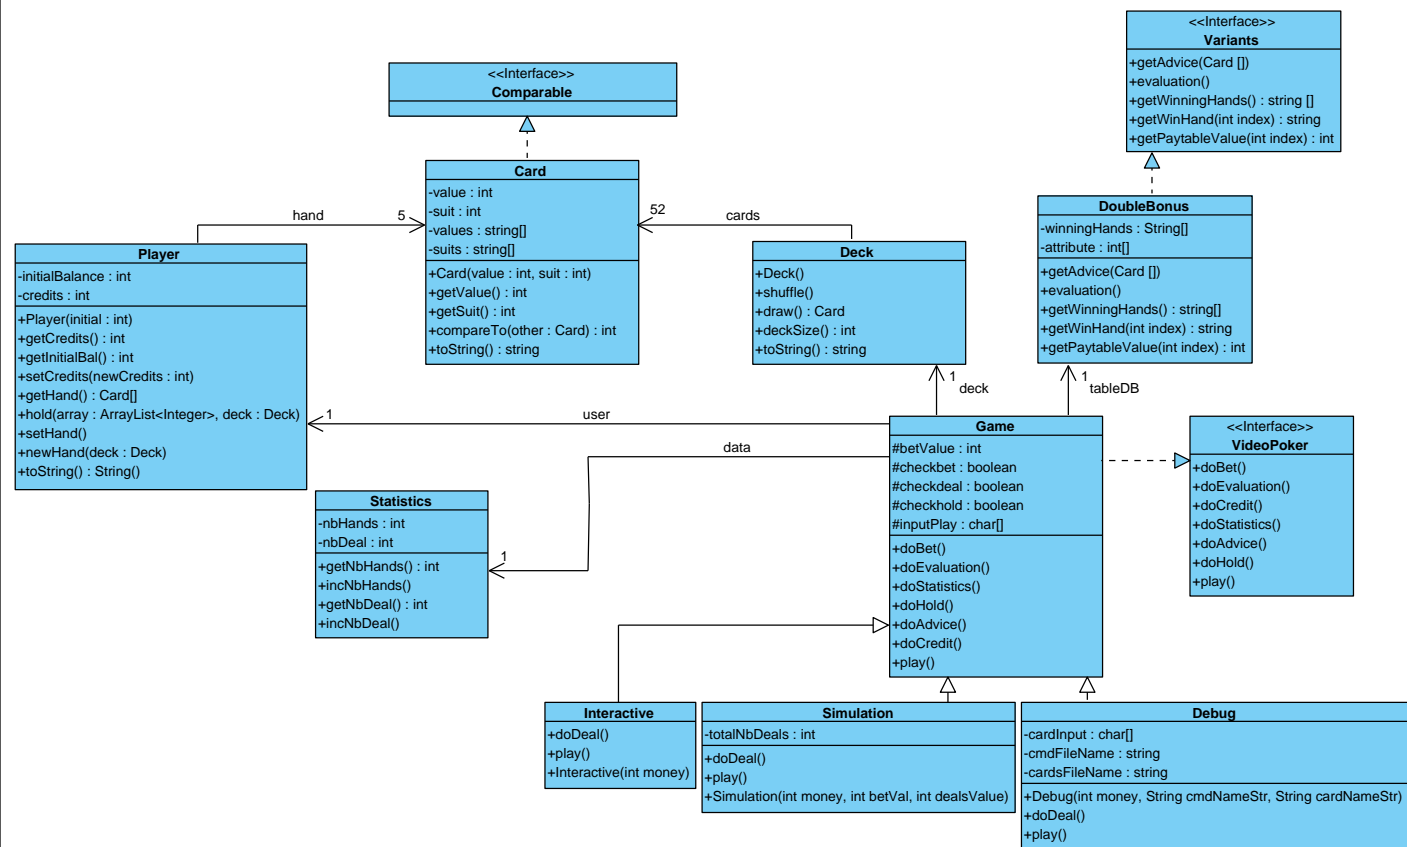 <<Interface>>
Variants
+getAdvice(Card [])
+evaluation()
+getWinningHands() : string []
+getWinHand(int index) : string
+getPaytableValue(int index) : int
<<Interface>>
Comparable
Card
-value : int
-suit : int
-values : string[]
-suits : string[]
+Card(value : int, suit : int)
+getValue() : int
+getSuit() : int
+compareTo(other : Card) : int
+toString() : string
hand
5
52
cards
DoubleBonus
-winningHands : String[]
-attribute : int[]
+getAdvice(Card [])
+evaluation()
+getWinningHands() : string[]
+getWinHand(int index) : string
+getPaytableValue(int index) : int
Player
-initialBalance : int
-credits : int
+Player(initial : int)
+getCredits() : int
+getInitialBal() : int
+setCredits(newCredits : int)
+getHand() : Card[]
+hold(array : ArrayList<Integer>, deck : Deck)
+setHand()
+newHand(deck : Deck)
+toString() : String()
Deck
+Deck()
+shuffle()
+draw() : Card
+deckSize() : int
+toString() : string
1
deck
1
tableDB
1
user
data
1
Game
#betValue : int
#checkbet : boolean
#checkdeal : boolean
#checkhold : boolean
#inputPlay : char[]
+doBet()
+doEvaluation()
+doStatistics()
+doHold()
+doAdvice()
+doCredit()
+play()
<<Interface>>
VideoPoker
+doBet()
+doEvaluation()
+doCredit()
+doStatistics()
+doAdvice()
+doHold()
+play()
Statistics
-nbHands : int
-nbDeal : int
+getNbHands() : int
+incNbHands()
+getNbDeal() : int
+incNbDeal()
Interactive
+doDeal()
+play()
+Interactive(int money)
Simulation
-totalNbDeals : int
+doDeal()
+play()
+Simulation(int money, int betVal, int dealsValue)
Debug
-cardInput : char[]
-cmdFileName : string
-cardsFileName : string
+Debug(int money, String cmdNameStr, String cardNameStr)
+doDeal()
+play()